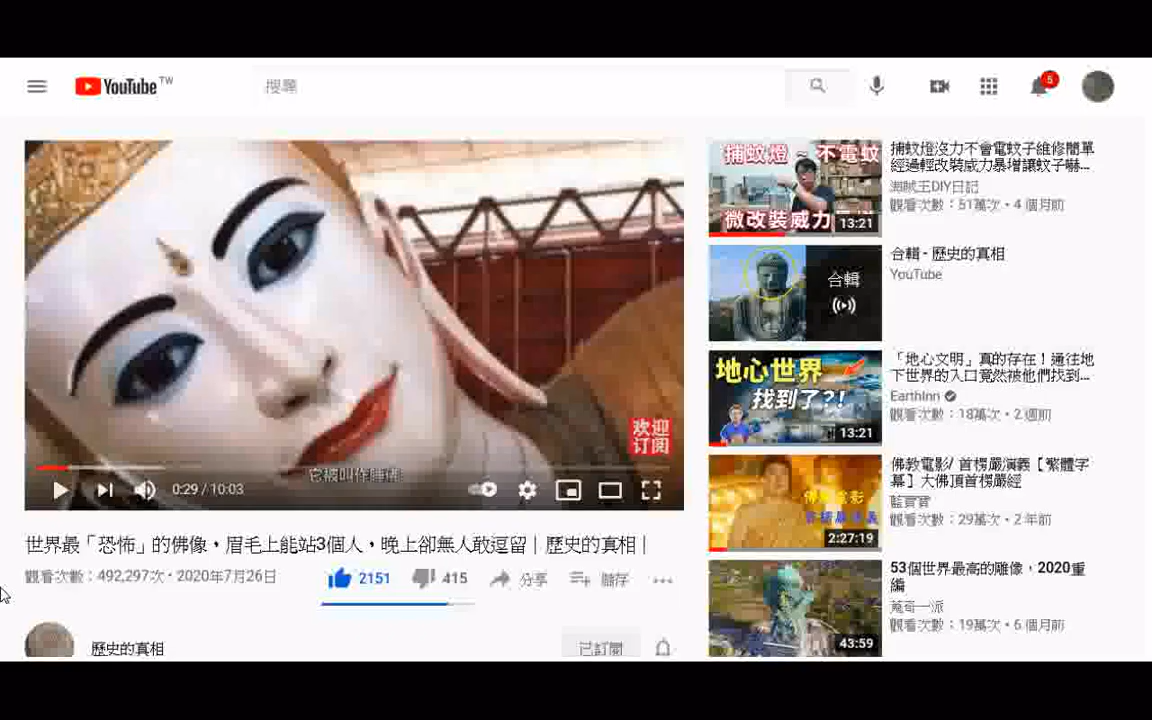 YouTube TW
搜尋
5
欢迎
订阅
它被叫作睡虎
0:29 / 10:03
世界最「恐怖」的佛像，眉毛上能站3個人，晚上卻無人敢逗留｜歷史的真相｜
觀看次數：492,297次・2020年7月26日
2151
415
分享
儲存
歷史的真相
已訂閱
捕蚊燈～不電蚊
微改裝威力
13:21
捕蚊燈沒力不會電蚊子維修簡單
經過輕改裝威力暴增讓蚊子嚇...
海賊王DIY日記
觀看次數：51萬次・4 個月前
合輯
合輯 - 歷史的真相
YouTube
地心世界
找到了?!
13:21
「地心文明」真的存在！通往地
下世界的入口竟然被他們找到...
EarthInn
觀看次數：18萬次・2 週前
2:27:19
佛教電影/ 首楞嚴演義【繁體字
幕】大佛頂首楞嚴經
觀看次數：29萬次・2 年前
43:59
53個世界最高的雕像，2020重
編
觀看次數：19萬次・6 個月前